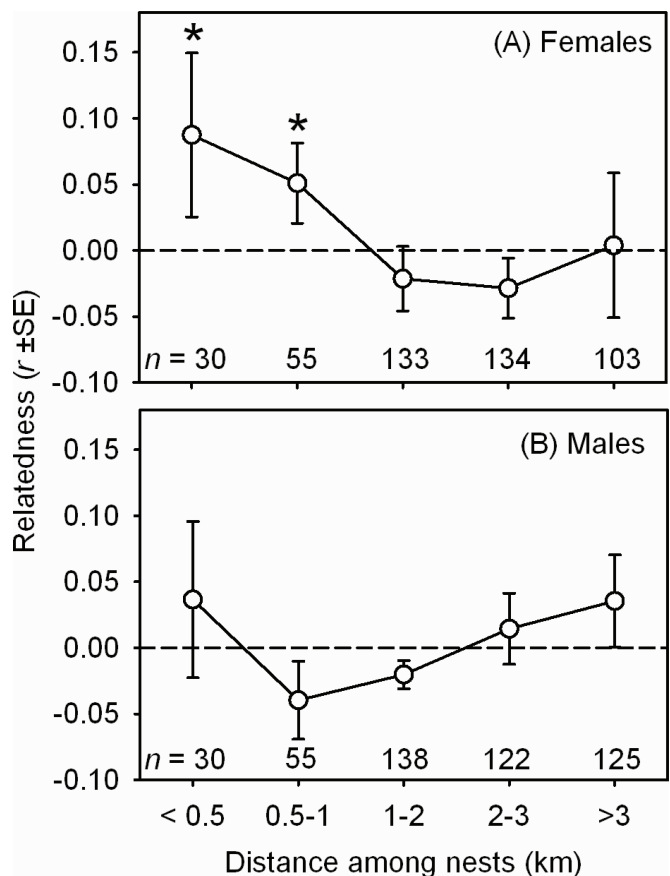 (A) Females
0.15
0.10
0.05
0.00
-0.05
-0.10
* *
n = 30 55 133 134 103
Relatedness (r ±SE)
(B) Males
0.15
0.10
0.05
0.00
-0.05
-0.10
n = 30 55 138 122 125
< 0.5 0.5-1 1-2 2-3 >3
Distance among nests (km)